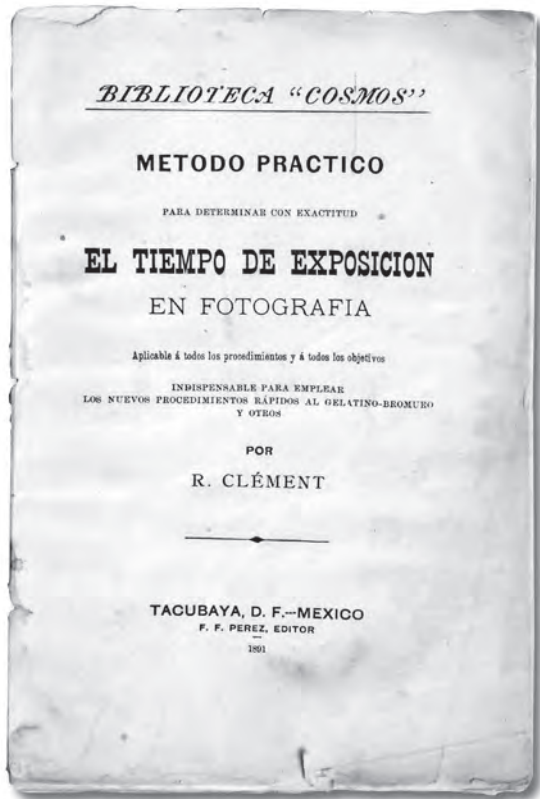 BIBLIOTECA “COSMOS”
METODO PRACTICO
PARA DETERMINAR CON EXACTITUD
EL TIEMPO DE EXPOSICION
EN FOTOGRAFIA
Aplicable á todos los procedimientos y á todos los objetivos
INDISPENSABLE PARA EMPLEAR
LOS NUEVOS PROCEDIMIENTOS RÁPIDOS AL GELATINO-BROMURO
Y OTROS
POR
R. CLÉMENT
TACUBAYA, D. F.—MEXICO
F. F. PEREZ, EDITOR
1891